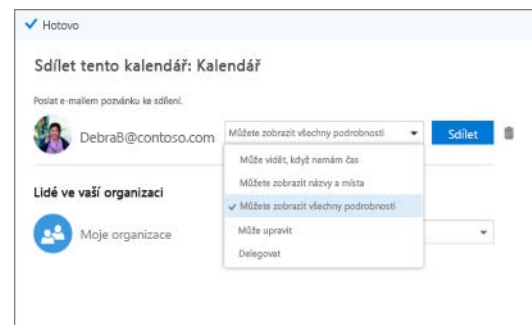 Hotovo
Sdílet tento kalendář: Kalendář
Poslat e-mailem pozvánku ke sdílení.
DebraB@contoso.com Můžete zobrazit všechny podrobnosti Sdílet
Může vidět, když nemám čas
Můžete zobrazit názvy a místa
Lidé ve vaší organizaci
Můžete zobrazit všechny podrobnosti
Moje organizace
Může upravit
Delegovat